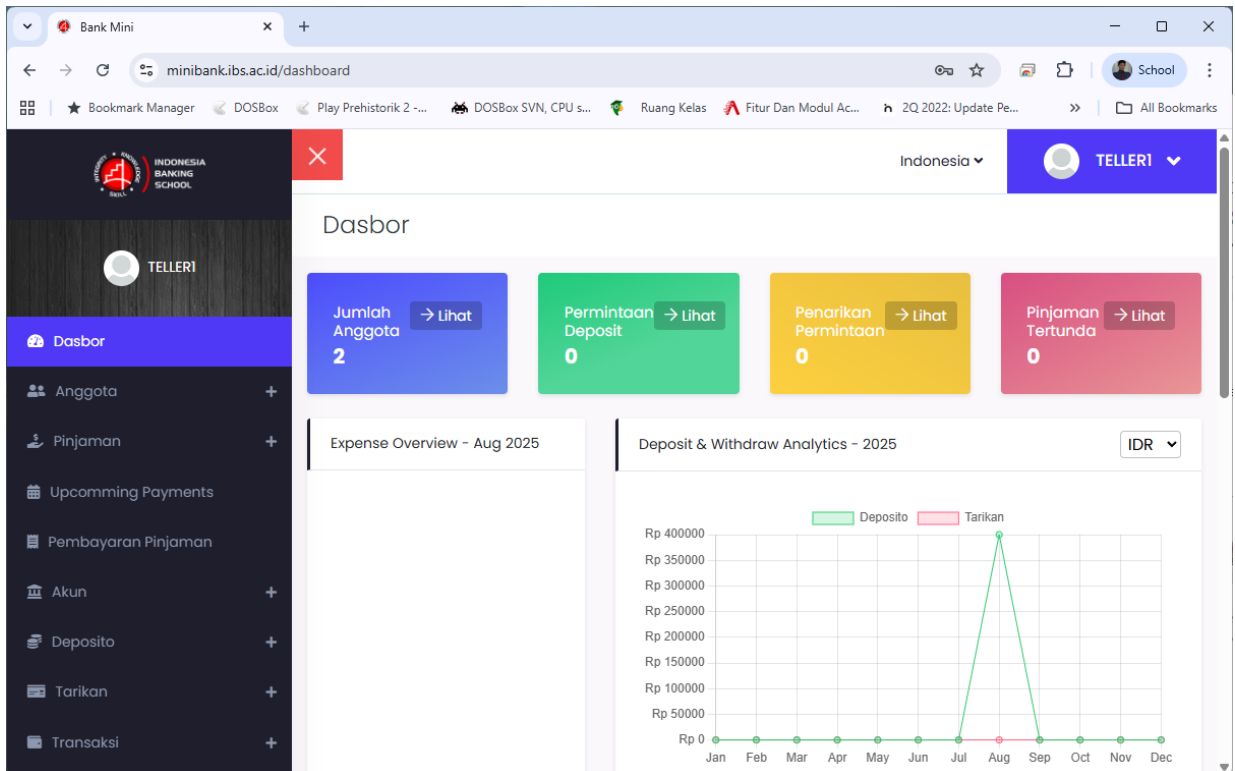 Bank Mini
minibank.ibs.ac.id/dashboard
School
Bookmark Manager
DOSBox
Play Prehistorik 2 -...
DOSBox SVN, CPU s...
Ruang Kelas
Fitur Dan Modul Ac...
2Q 2022: Update Pe...
All Bookmarks
INTEGRITY KNOWLEDGE SKILL
INDONESIA
BANKING
SCHOOL
Indonesia
TELLER1
TELLER1
Dasbor
Anggota
Pinjaman
Upcomming Payments
Pembayaran Pinjaman
Akun
Deposito
Tarikan
Transaksi
Dasbor
Jumlah
Anggota
2
→ Lihat
Permintaan
Deposit
0
→ Lihat
Penarikan
Permintaan
0
→ Lihat
Pinjaman
Tertunda
0
→ Lihat
Expense Overview - Aug 2025
Deposit & Withdraw Analytics - 2025
IDR
Deposito Tarikan
Rp 400000
Rp 350000
Rp 300000
Rp 250000
Rp 200000
Rp 150000
Rp 100000
Rp 50000
Rp 0
Jan Feb Mar Apr May Jun Jul Aug Sep Oct Nov Dec